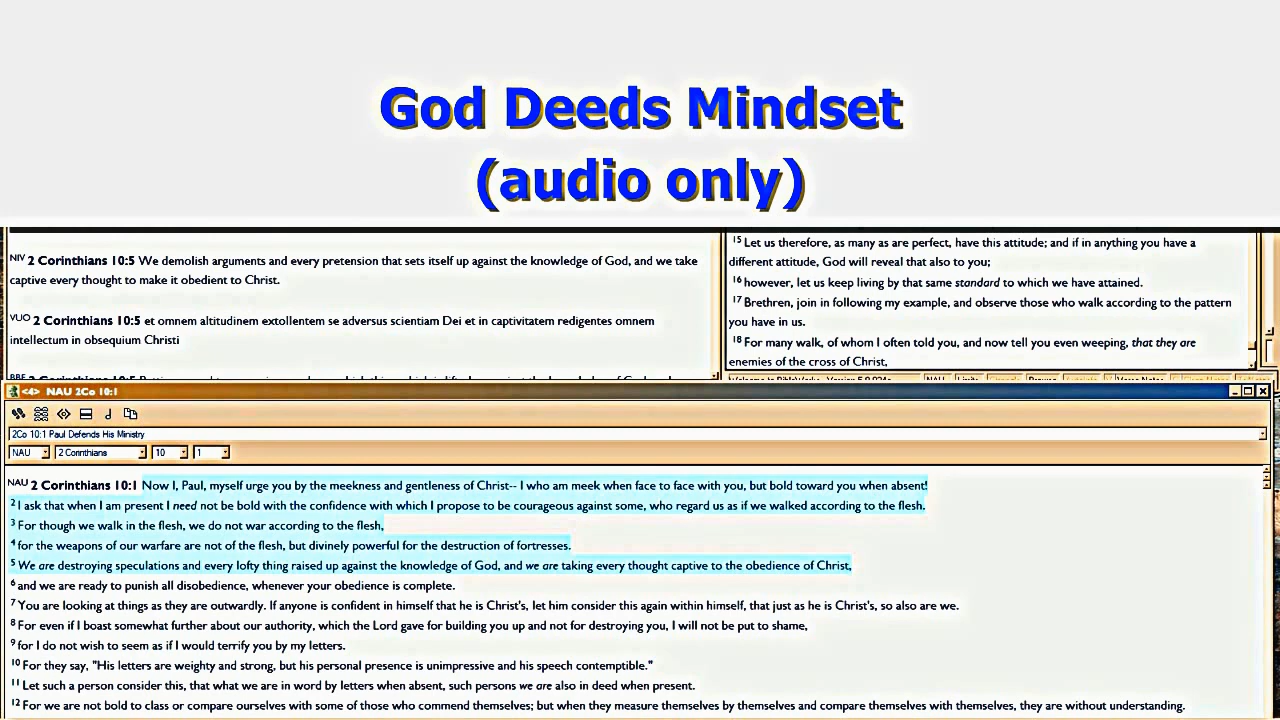 God Deeds Mindset
(audio only)
NIV 2 Corinthians 10:5 We demolish arguments and every pretension that sets itself up against the knowledge of God, and we take
captive every thought to make it obedient to Christ.
VUO 2 Corinthians 10:5 et omnem altitudinem extollentem se adversus scientiam Dei et in captivitatem redigentes omnem
intellectum in obsequium Christi
15 Let us therefore, as many as are perfect, have this attitude; and if in anything you have a
different attitude, God will reveal that also to you;
16 however, let us keep living by that same standard to which we have attained.
17 Brethren, join in following my example, and observe those who walk according to the pattern
you have in us.
18 For many walk, of whom I often told you, and now tell you even weeping, that they are
enemies of the cross of Christ,
<4> NAU 2Co 10:1
2Co 10:1 Paul Defends His Ministry
NAU 2 Corinthians 10 1
NAU 2 Corinthians 10:1 Now I, Paul, myself urge you by the meekness and gentleness of Christ-- I who am meek when face to face with you, but bold toward you when absent!
2 I ask that when I am present I need not be bold with the confidence with which I propose to be courageous against some, who regard us as if we walked according to the flesh.
3 For though we walk in the flesh, we do not war according to the flesh,
4 for the weapons of our warfare are not of the flesh, but divinely powerful for the destruction of fortresses.
5 We are destroying speculations and every lofty thing raised up against the knowledge of God, and we are taking every thought captive to the obedience of Christ,
6 and we are ready to punish all disobedience, whenever your obedience is complete.
7 You are looking at things as they are outwardly. If anyone is confident in himself that he is Christ's, let him consider this again within himself, that just as he is Christ's, so also are we.
8 For even if I boast somewhat further about our authority, which the Lord gave for building you up and not for destroying you, I will not be put to shame,
9 for I do not wish to seem as if I would terrify you by my letters.
10 For they say, "His letters are weighty and strong, but his personal presence is unimpressive and his speech contemptible."
11 Let such a person consider this, that what we are in word by letters when absent, such persons we are also in deed when present.
12 For we are not bold to class or compare ourselves with some of those who commend themselves; but when they measure themselves by themselves and compare themselves with themselves, they are without understanding.